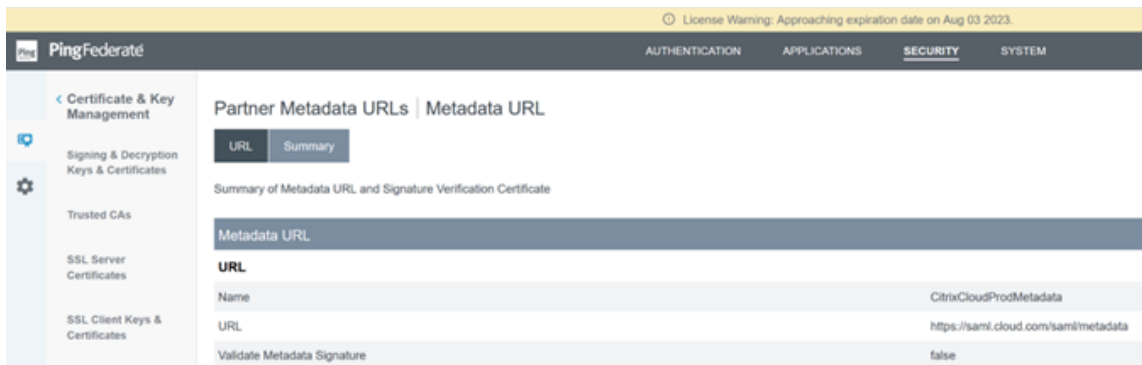 License Warning: Approaching expiration date on Aug 03 2023.
Ping PingFederate AUTHENTICATION APPLICATIONS SECURITY SYSTEM
Certificate & Key
Management
Signing & Decryption
Keys & Certificates
Trusted CAs
SSL Server
Certificates
SSL Client Keys &
Certificates
Partner Metadata URLs | Metadata URL
URL Summary
Summary of Metadata URL and Signature Verification Certificate
Metadata URL
URL
Name CitrixCloudProdMetadata
URL https://saml.cloud.com/saml/metadata
Validate Metadata Signature false